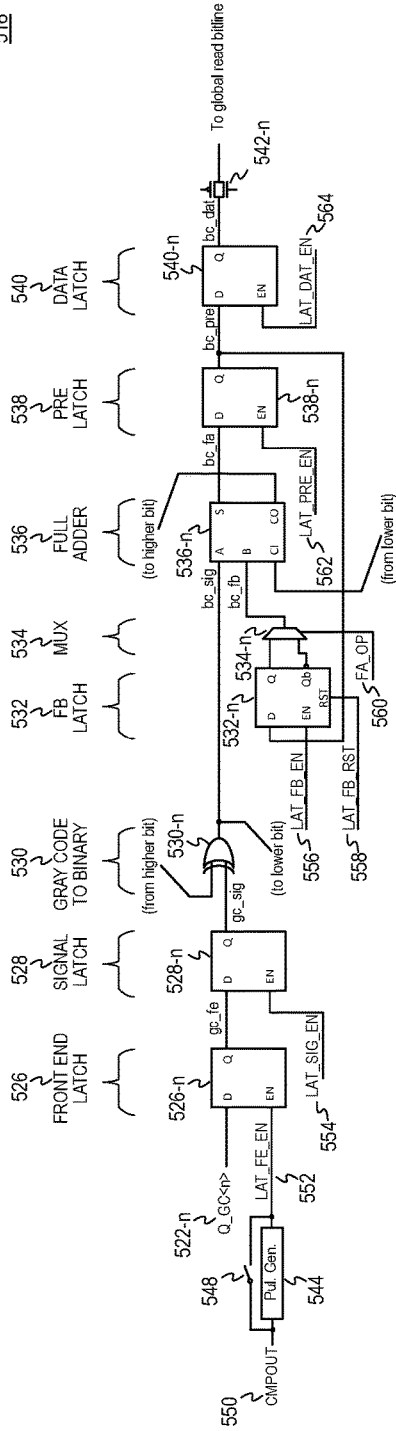 540
DATA
LATCH
538
PRE
LATCH
536
FULL
ADDER
534
MUX
532
FB
LATCH
530
GRAY CODE
TO BINARY
528
SIGNAL
LATCH
526
FRONT END
LATCH
To global read bitline
542-n
bc_dat
540-n
D
Q
EN
LAT_DAT_EN
564
bc_pre
538-n
D
Q
EN
LAT_PRE_EN
562
bc_fa
(to higher bit)
536-n
A
S
B
CI
CO
(from lower bit)
bc_sig
bc_fb
534-n
FA_OP
560
532-n
D
Q
EN
Qb
RST
LAT_FB_EN
556
LAT_FB_RST
558
530-n
(from higher bit)
(to lower bit)
gc_sig
528-n
D
Q
EN
LAT_SIG_EN
554
gc_fe
526-n
D
Q
EN
Q_GC<n>
522-n
LAT_FE_EN
552
548
Pul. Gen.
544
CMPOUT
550